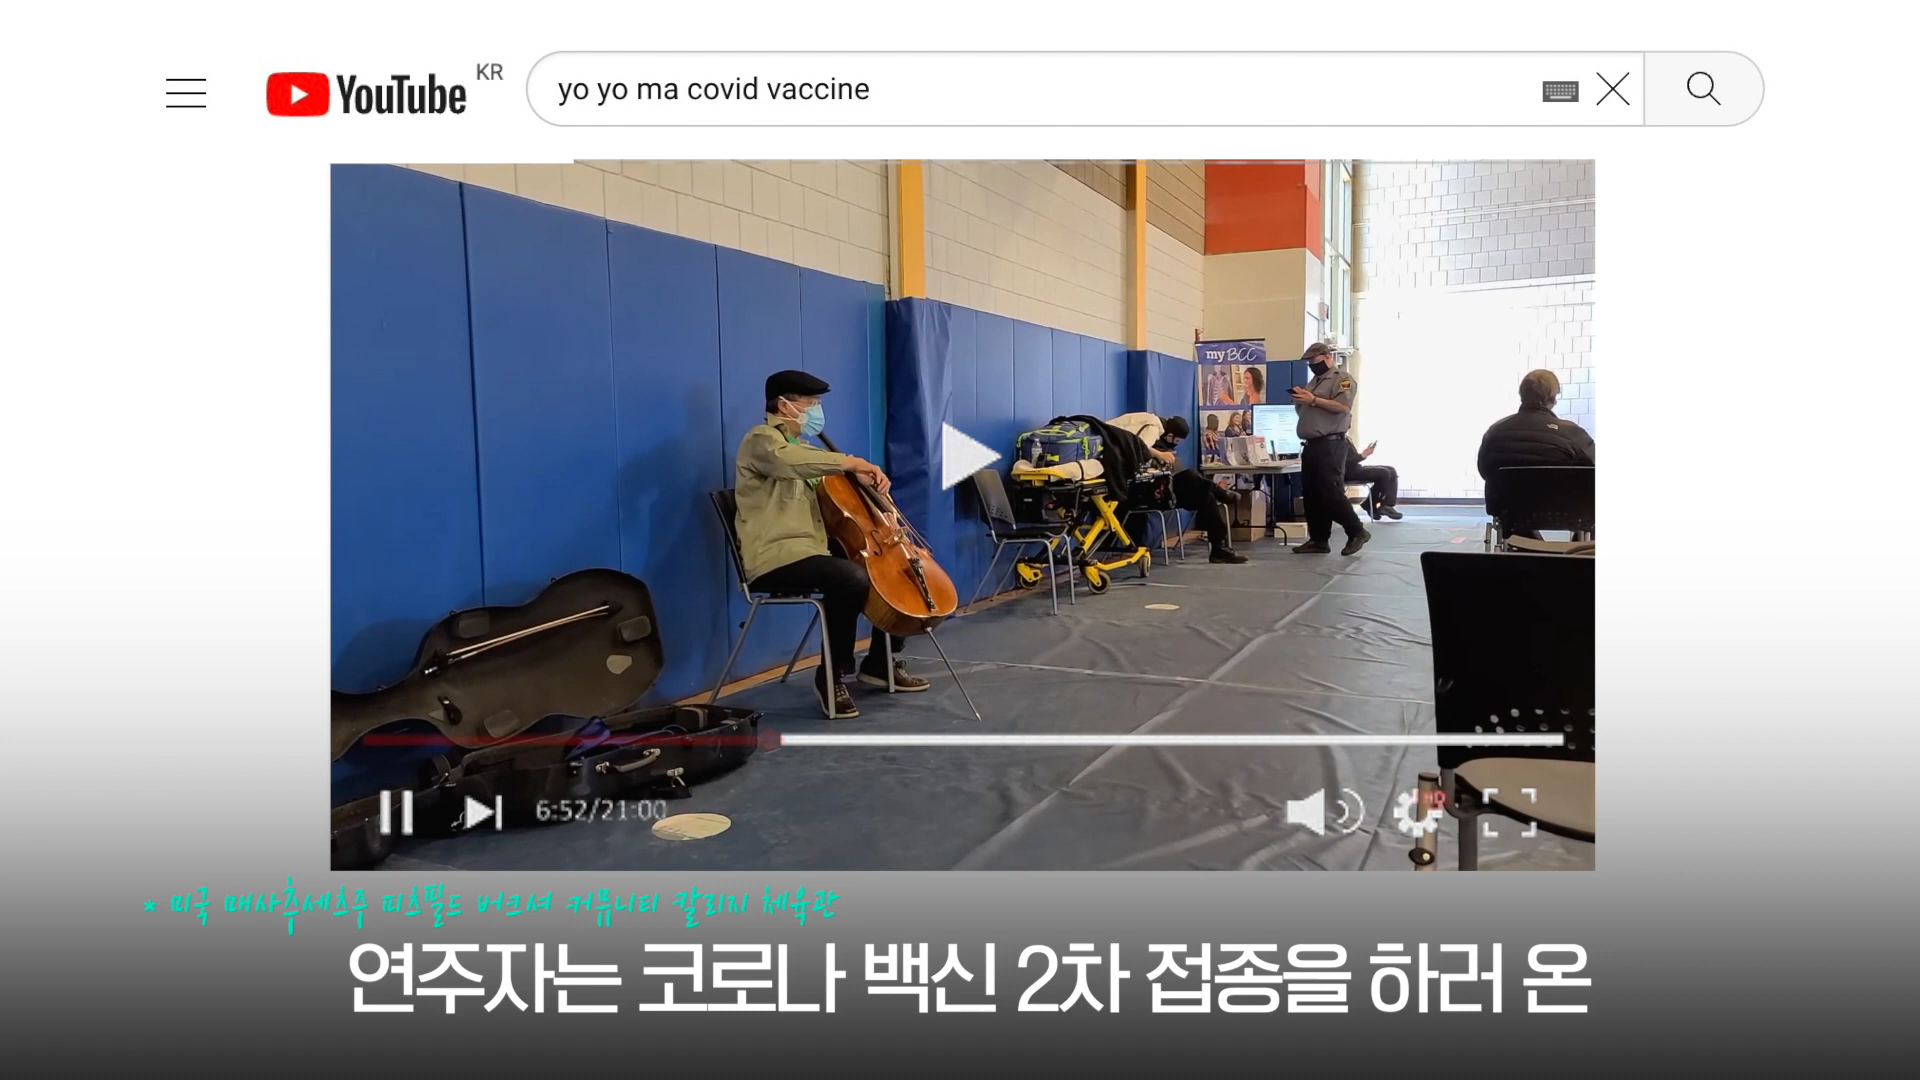 YouTube KR
yo yo ma covid vaccine
my BCC
6:52/21:00
HD
* 미국 매사추세츠주 피츠필드 버크셔 커뮤니티 칼리지 체육관
연주자는 코로나 백신 2차 접종을 하러 온